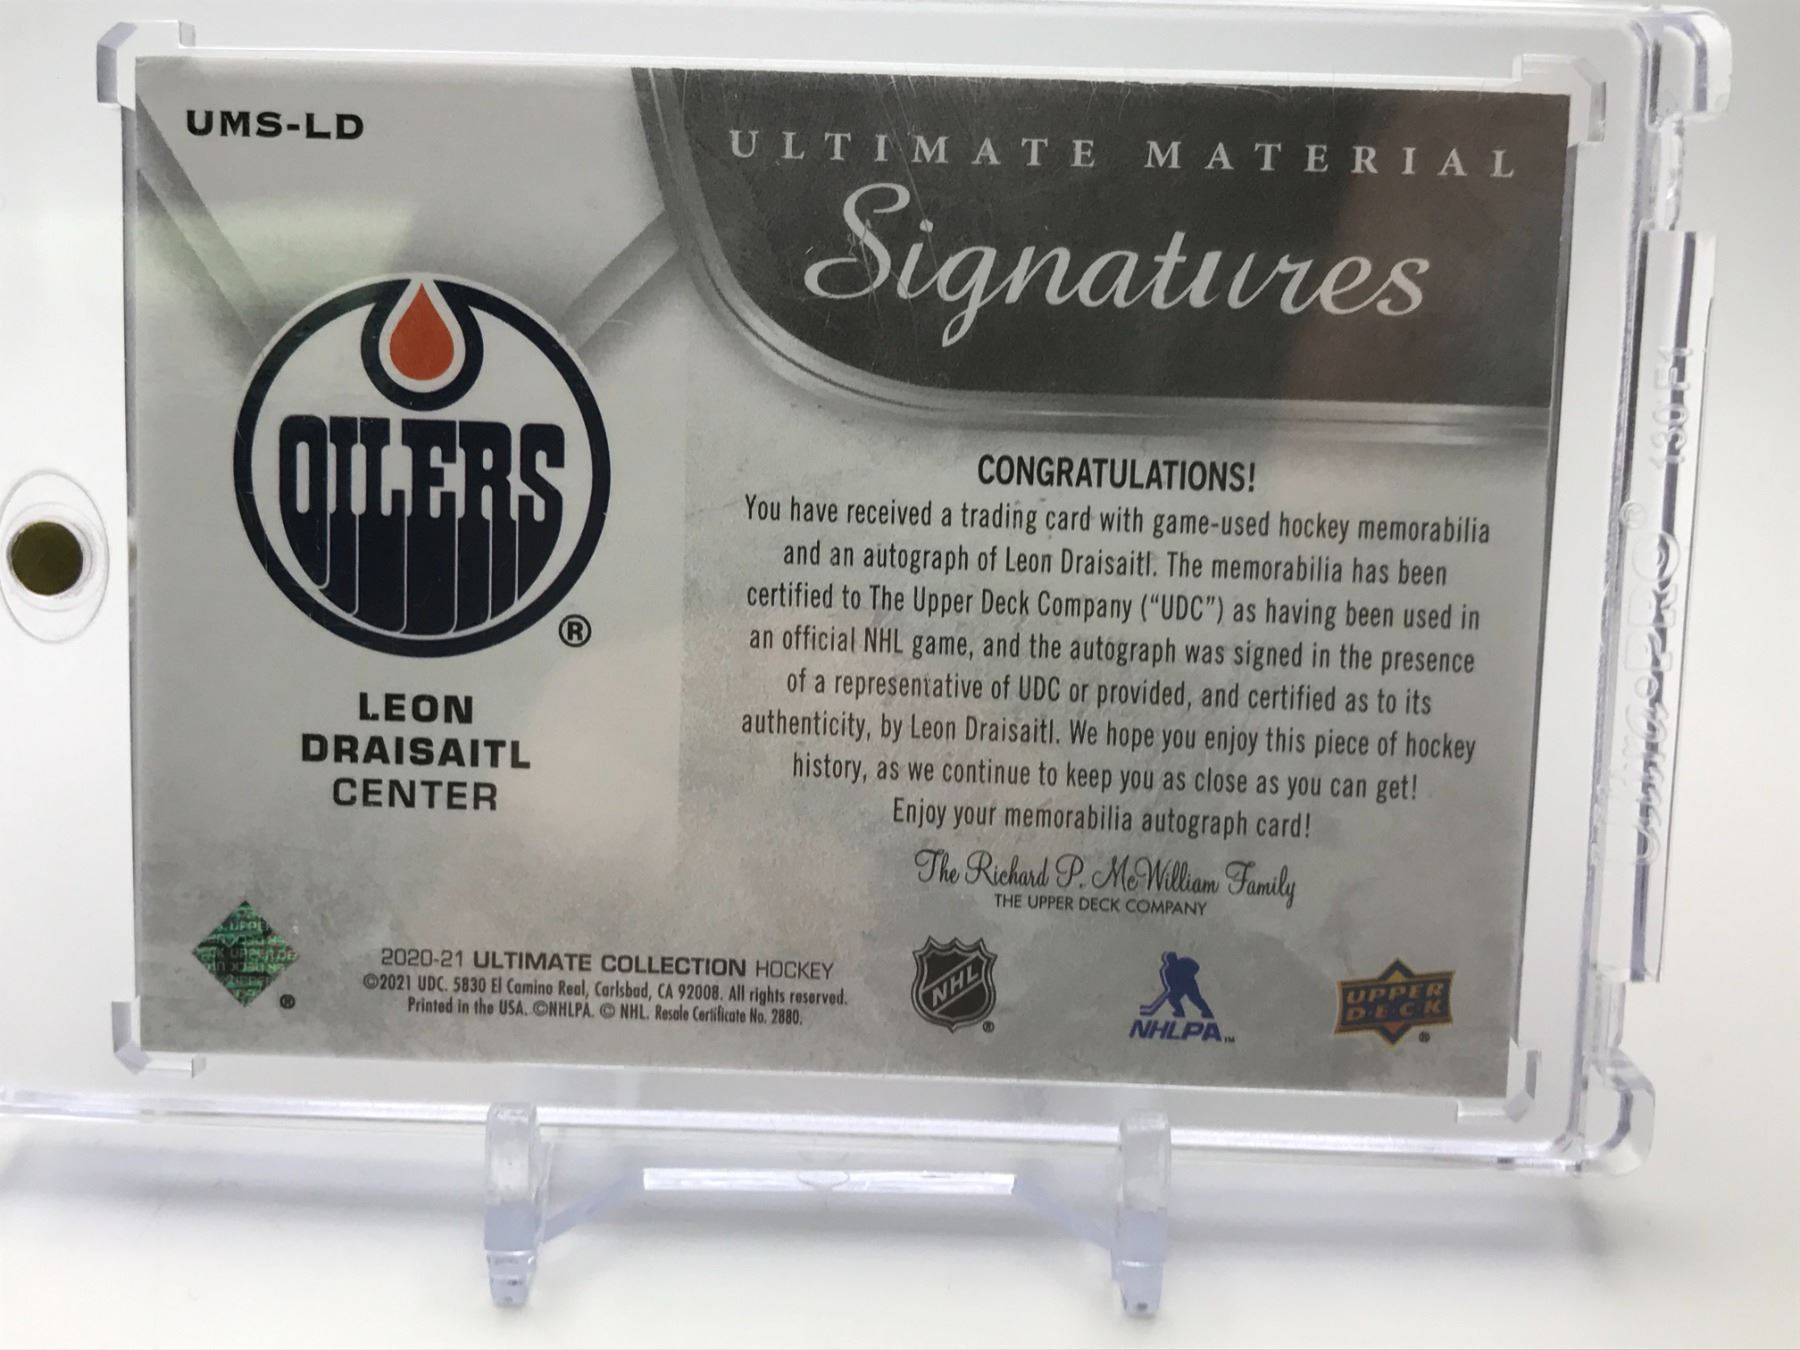 UMS-LD
ULTIMATE MATERIAL
Signatures
OILERS
®
LEON
DRAISAITL
CENTER
CONGRATULATIONS!
You have received a trading card with game-used hockey memorabilia
and an autograph of Leon Draisaitl. The memorabilia has been
certified to The Upper Deck Company (“UDC”) as having been used in
an official NHL game, and the autograph was signed in the presence
of a representative of UDC or provided, and certified as to its
authenticity, by Leon Draisaitl. We hope you enjoy this piece of hockey
history, as we continue to keep you as close as you can get!
Enjoy your memorabilia autograph card!
The Richard P. McWilliam Family
THE UPPER DECK COMPANY
®
2020-21 ULTIMATE COLLECTION HOCKEY
©2021 UDC. 5830 El Camino Real, Carlsbad, CA 92008. All rights reserved.
Printed in the USA. ©NHLPA. © NHL. Resale Certificate No. 2880.
NHL
®
NHLPA™
UPPER
DECK
®
130PT